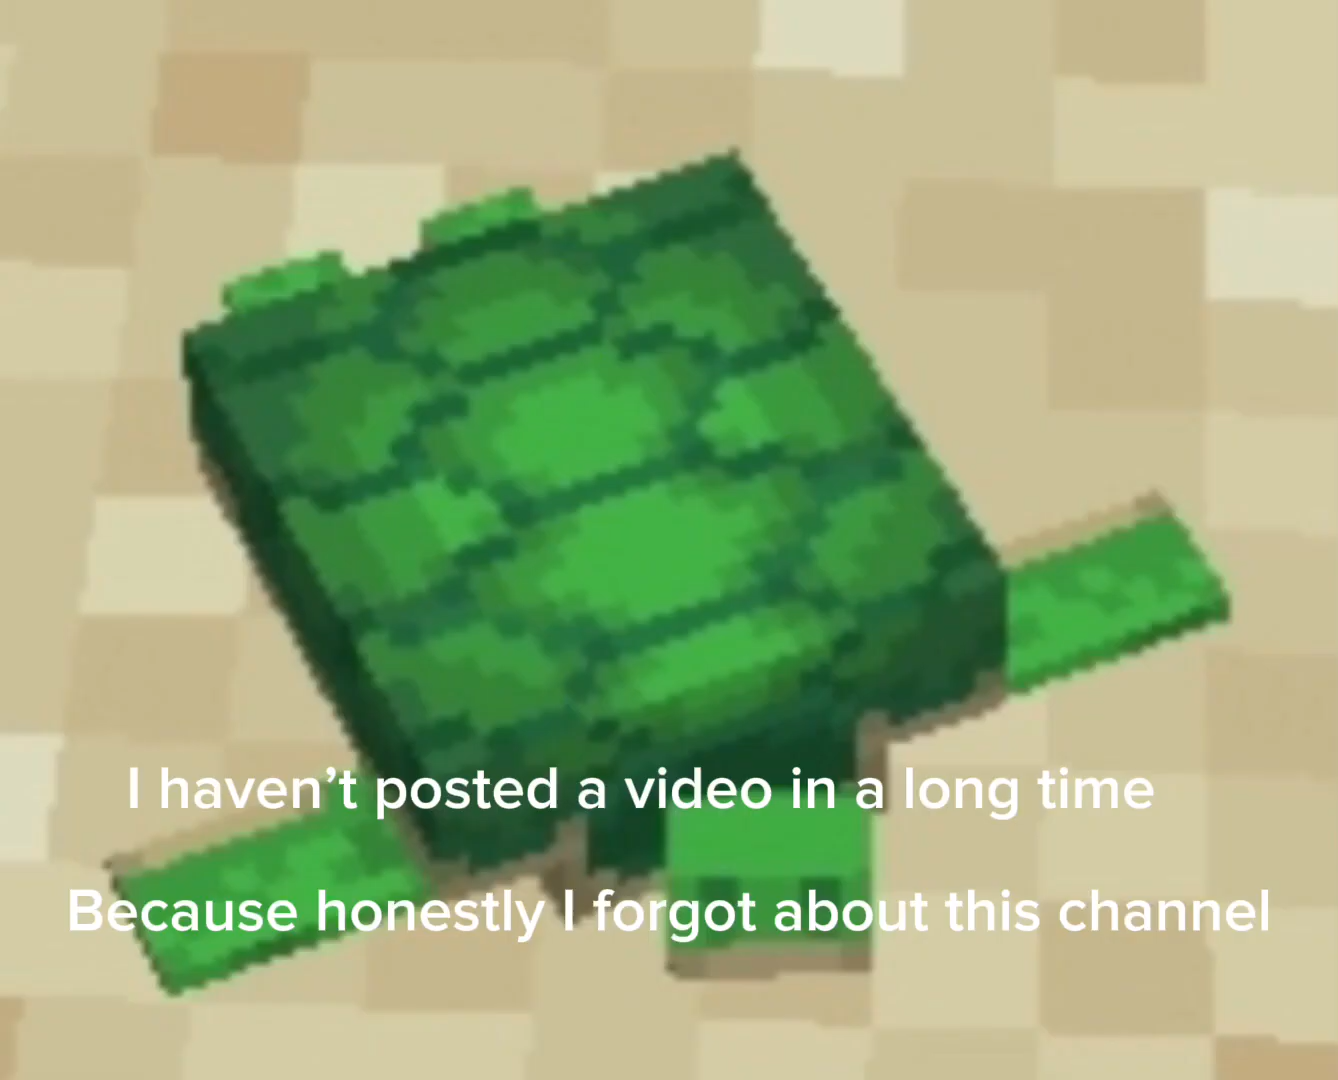 I haven’t posted a video in a long time
Because honestly I forgot about this channel